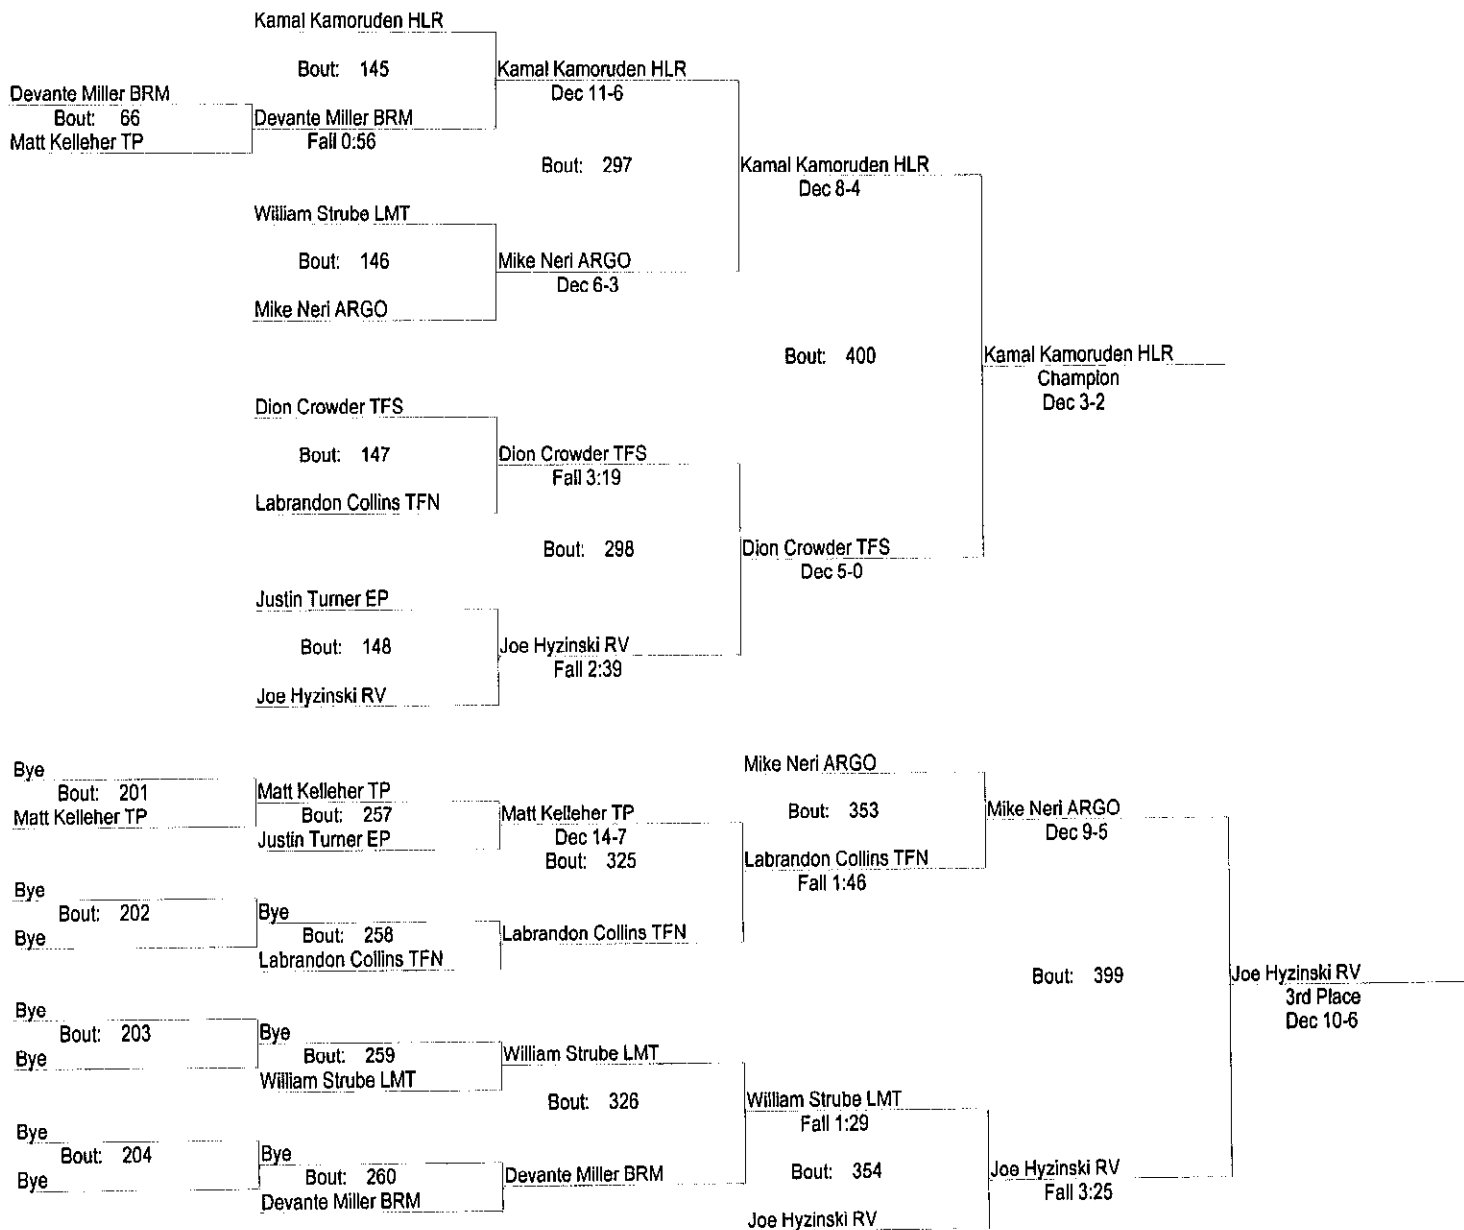 Kamal Kamoruden HLR
Bout: 145
Kamal Kamoruden HLR
Dec 11-6
Devante Miller BRM
Bout: 66
Matt Kelleher TP
Devante Miller BRM
Fall 0:56
Bout: 297
Kamal Kamoruden HLR
Dec 8-4
William Strube LMT
Bout: 146
Mike Neri ARGO
Dec 6-3
Mike Neri ARGO
Bout: 400
Kamal Kamoruden HLR
Champion
Dec 3-2
Dion Crowder TFS
Bout: 147
Dion Crowder TFS
Fall 3:19
Labrandon Collins TFN
Bout: 298
Dion Crowder TFS
Dec 5-0
Justin Turner EP
Bout: 148
Joe Hyzinski RV
Fall 2:39
Joe Hyzinski RV
Bye
Bout: 201
Matt Kelleher TP
Matt Kelleher TP
Bout: 257
Justin Turner EP
Matt Kelleher TP
Dec 14-7
Bout: 325
Mike Neri ARGO
Bout: 353
Labrandon Collins TFN
Fall 1:46
Mike Neri ARGO
Dec 9-5
Bye
Bout: 202
Bye
Bye
Bout: 258
Labrandon Collins TFN
Labrandon Collins TFN
Bout: 399
Joe Hyzinski RV
3rd Place
Dec 10-6
Bye
Bout: 203
Bye
Bye
Bout: 259
William Strube LMT
William Strube LMT
Bout: 326
William Strube LMT
Fall 1:29
Bye
Bout: 204
Bye
Bye
Bout: 260
Devante Miller BRM
Devante Miller BRM
Bout: 354
Joe Hyzinski RV
Joe Hyzinski RV
Fall 3:25